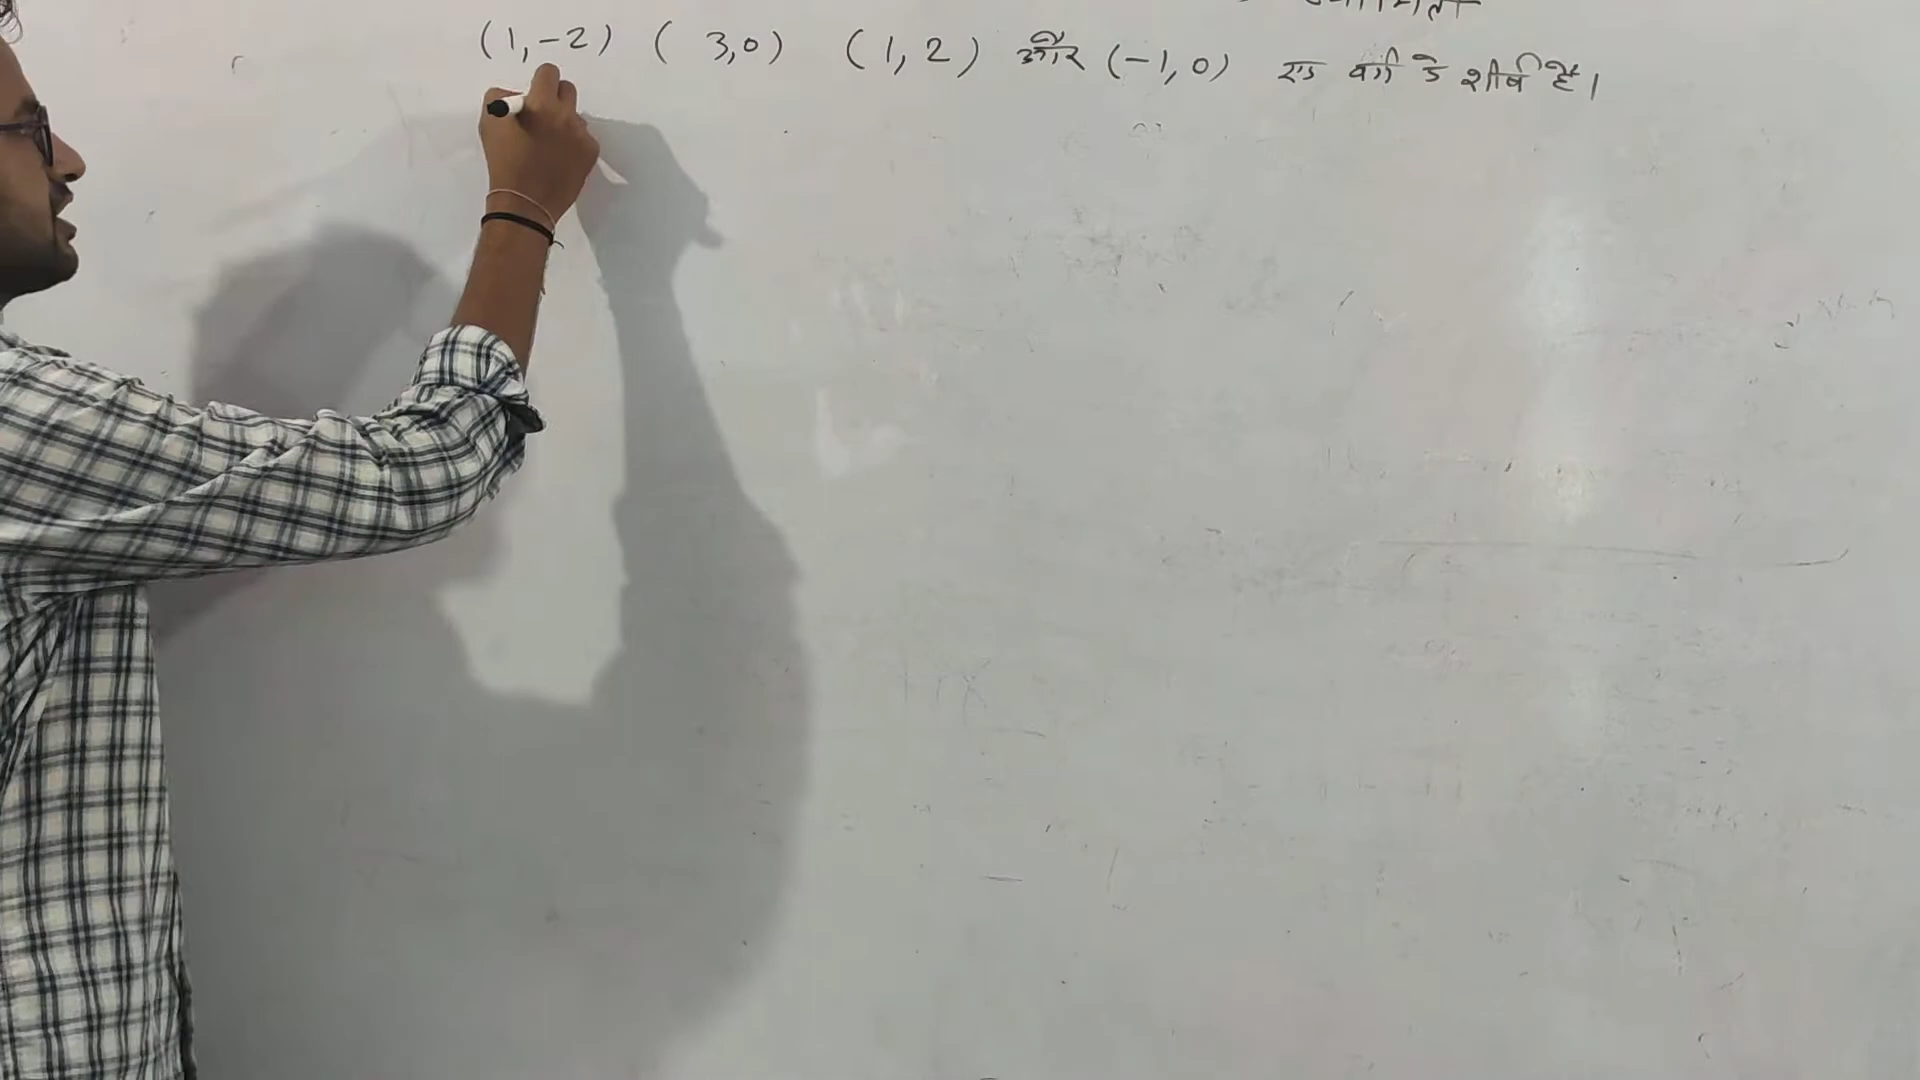 (1,-2) (3,0) (1,2) और (-1,0) एक वर्ग के शीर्ष है।